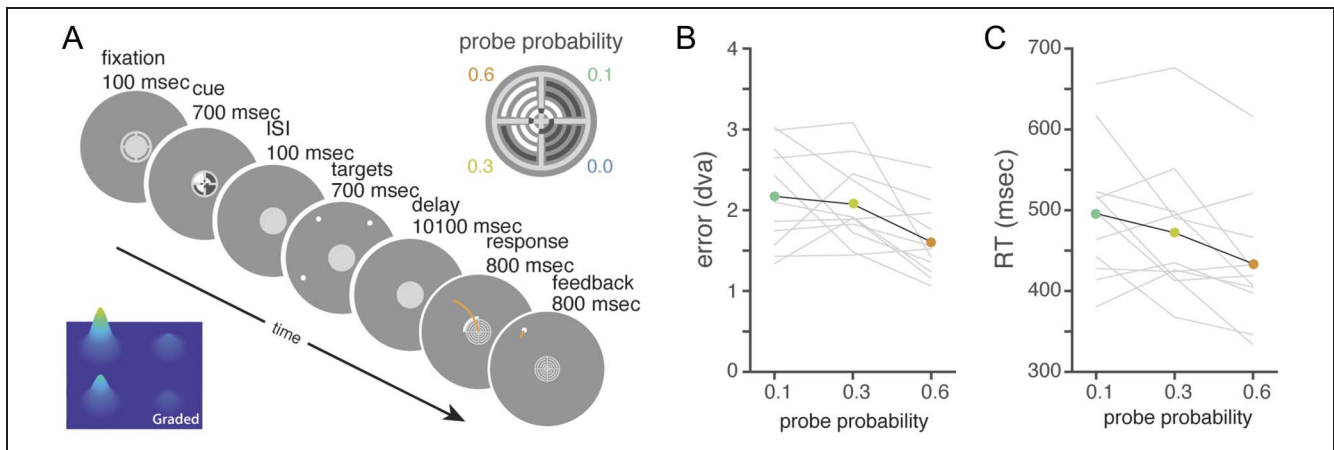 A
fixation
100 msec
cue
700 msec
ISI
100 msec
targets
700 msec
delay
10100 msec
response
800 msec
feedback
800 msec
time
Graded
probe probability
0.6
0.1
0.3
0.0
B
4
3
2
1
0
error (dva)
0.1
0.3
0.6
probe probability
C
700
600
500
400
300
RT (msec)
0.1
0.3
0.6
probe probability